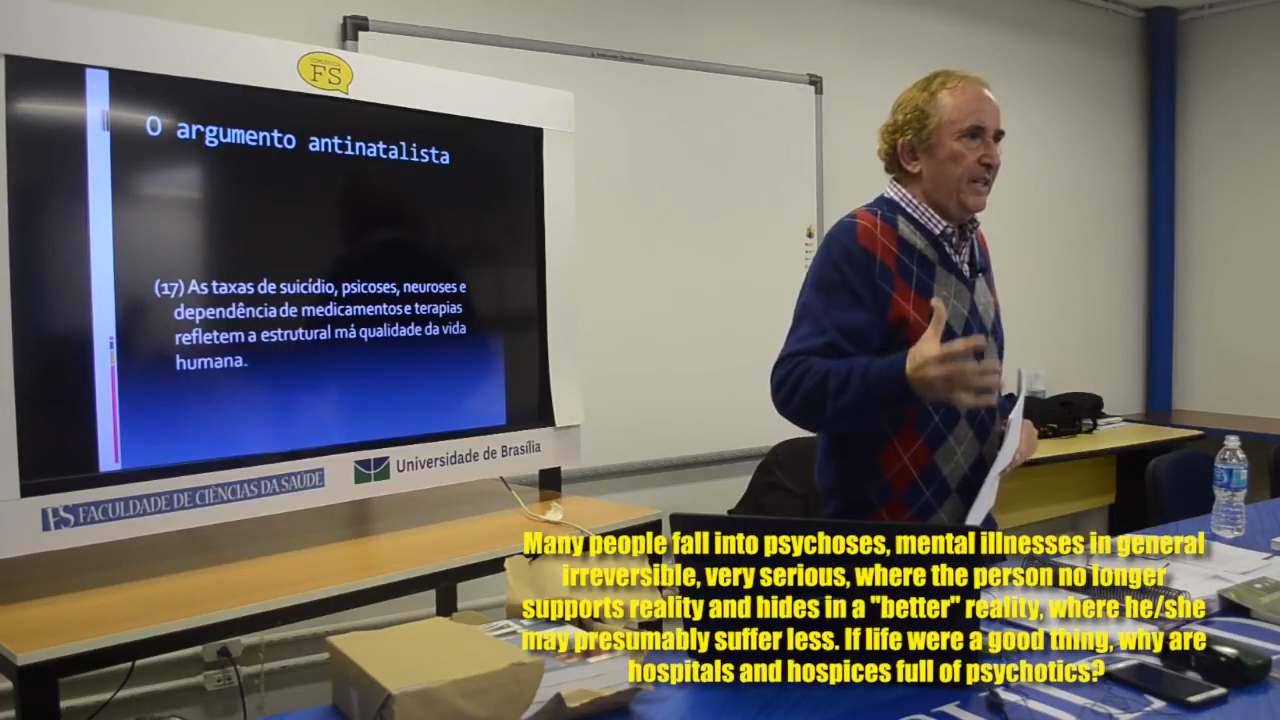 FS
O argumento antinatalista
(17) As taxas de suicídio, psicoses, neuroses e
dependência de medicamentos e terapias
refletem a estrutural má qualidade da vida
humana.
FS FACULDADE DE CIÊNCIAS DA SAÚDE
Universidade de Brasília
Many people fall into psychoses, mental illnesses in general
irreversible, very serious, where the person no longer
supports reality and hides in a "better" reality, where he/she
may presumably suffer less. If life were a good thing, why are
hospitals and hospices full of psychotics?